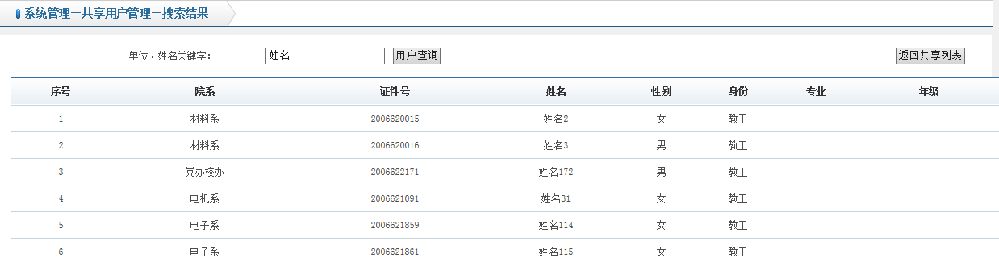 系统管理—共享用户管理—搜索结果
单位、姓名关键字: 姓名 用户查询 返回共享列表
序号 院系 证件号 姓名 性别 身份 专业 年级
1 材料系 2006620015 姓名2 女 教工
2 材料系 2006620016 姓名3 男 教工
3 党办校办 2006622171 姓名172 男 教工
4 电机系 2006621091 姓名31 女 教工
5 电子系 2006621859 姓名114 女 教工
6 电子系 2006621861 姓名115 女 教工